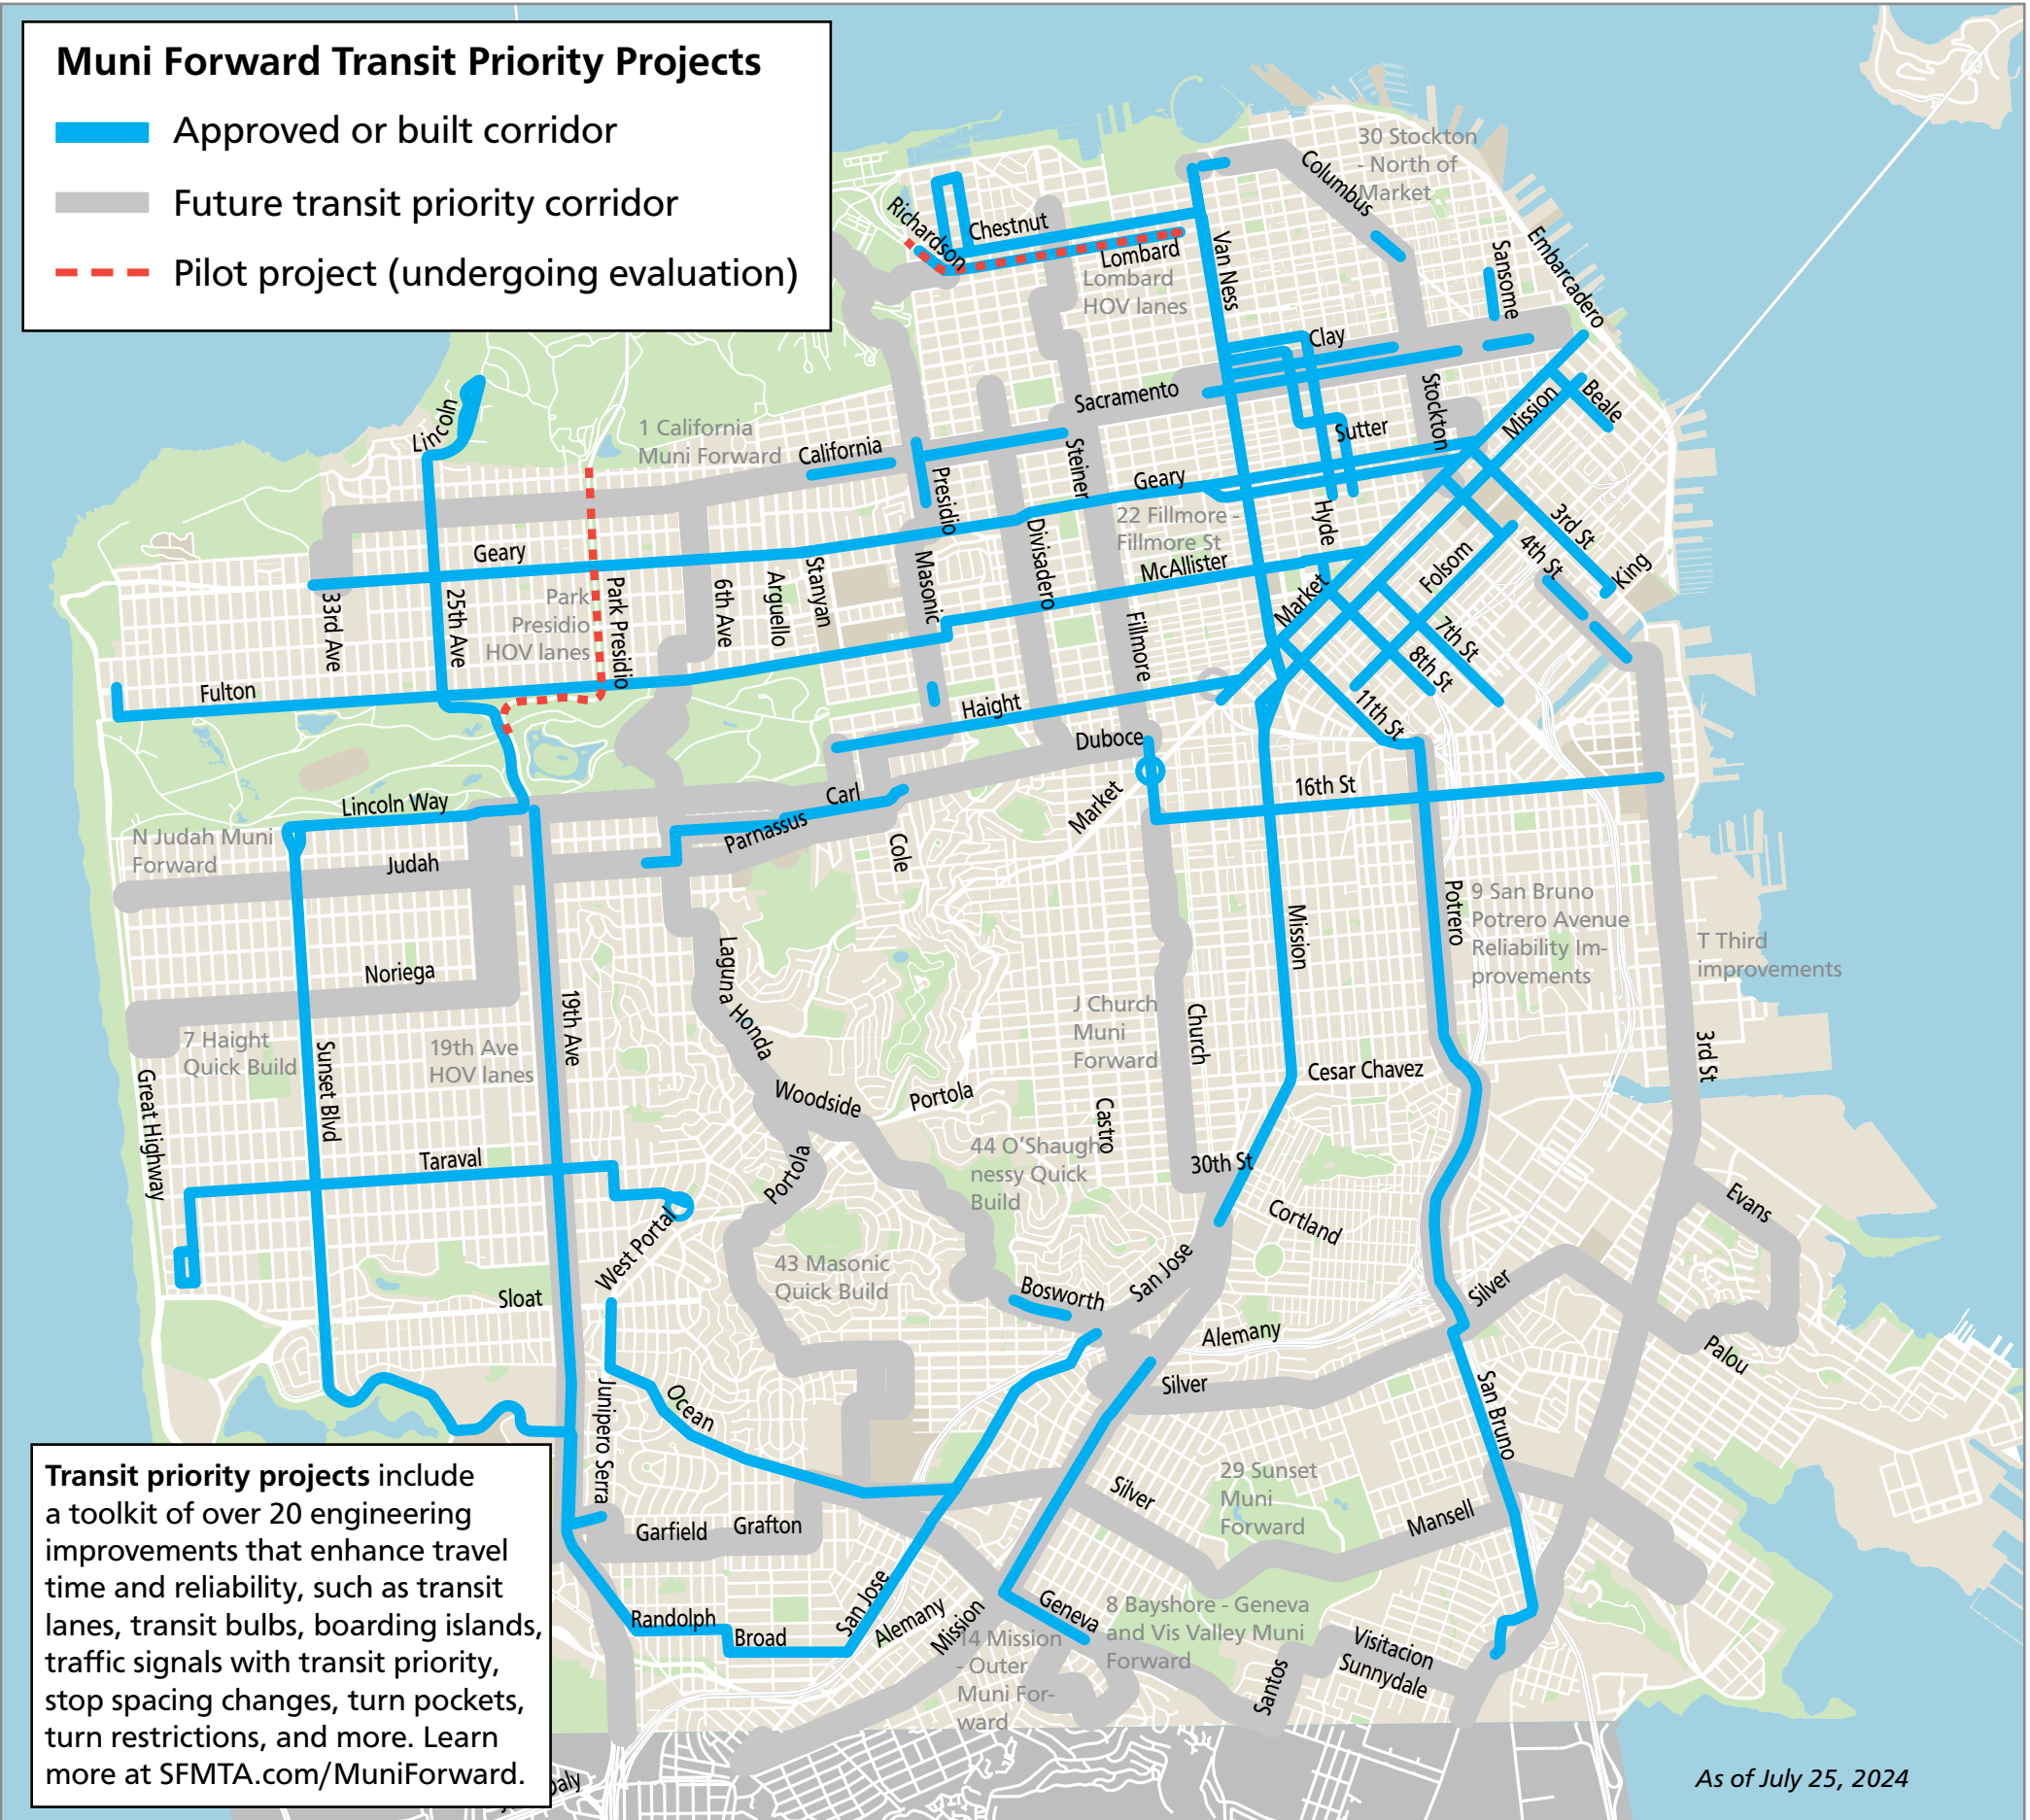 Muni Forward Transit Priority Projects
Approved or built corridor
Future transit priority corridor
Pilot project (undergoing evaluation)
30 Stockton
- North of
Market
Columbus
Richardson
Chestnut
Lombard
Lombard
HOV lanes
Van Ness
Sansome
Embarcadero
Clay
Sacramento
Stockton
Mission
Beale
Lincoln
1 California
Muni Forward
California
Presidio
Steiner
Sutter
Geary
Hyde
22 Fillmore -
Fillmore St
McAllister
3rd St
4th St
King
Folsom
Market
7th St
8th St
11th St
Geary
33rd Ave
25th Ave
Park
Presidio
HOV lanes
Park Presidio
6th Ave
Arguello
Stanyan
Masonic
Divisadero
Fillmore
Fulton
Haight
Duboce
Market
16th St
Lincoln Way
Carl
Parnassus
Cole
N Judah Muni
Forward
Judah
Noriega
Laguna Honda
Mission
Potrero
9 San Bruno
Potrero Avenue
Reliability Im-
provements
T Third
improvements
7 Haight
Quick Build
Sunset Blvd
19th Ave
HOV lanes
19th Ave
J Church
Muni
Forward
Church
Cesar Chavez
3rd St
Great Highway
Woodside
Portola
Castro
44 O'Shaugh
nessy Quick
Build
30th St
Taraval
Portola
Cortland
Evans
West Portal
43 Masonic
Quick Build
San Jose
Sloat
Bosworth
Silver
Alemany
Palou
Silver
Junipero Serra
Ocean
San Bruno
29 Sunset
Muni
Forward
Silver
Mansell
Garfield
Grafton
San Jose
Randolph
Broad
Alemany
Mission
Geneva
8 Bayshore - Geneva
and Vis Valley Muni
Forward
14 Mission
- Outer
Muni For-
ward
Visitacion
Sunnydale
Santos
Transit priority projects include
a toolkit of over 20 engineering
improvements that enhance travel
time and reliability, such as transit
lanes, transit bulbs, boarding islands,
traffic signals with transit priority,
stop spacing changes, turn pockets,
turn restrictions, and more. Learn
more at SFMTA.com/MuniForward.
As of July 25, 2024